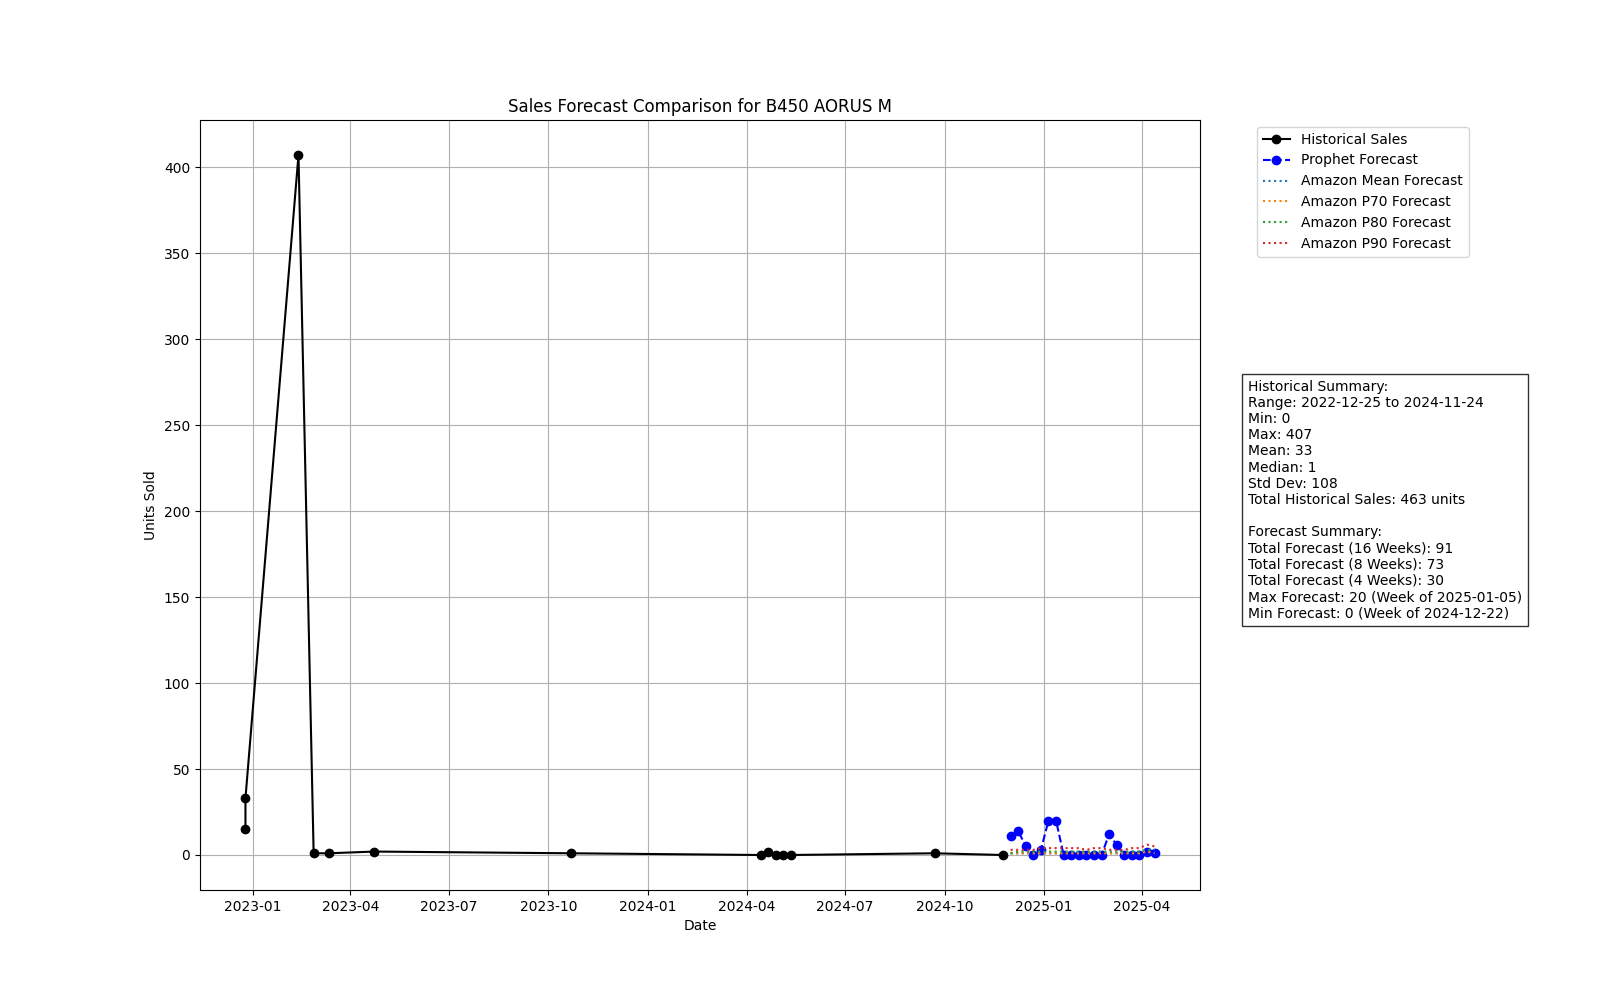 Sales Forecast Comparison for B450 AORUS M
400
350
300
250
200
150
100
50
0
Units Sold
2023-01
2023-04
2023-07
2023-10
2024-01
2024-04
2024-07
2024-10
2025-01
2025-04
Date
Historical Sales
Prophet Forecast
Amazon Mean Forecast
Amazon P70 Forecast
Amazon P80 Forecast
Amazon P90 Forecast
Historical Summary:
Range: 2022-12-25 to 2024-11-24
Min: 0
Max: 407
Mean: 33
Median: 1
Std Dev: 108
Total Historical Sales: 463 units
Forecast Summary:
Total Forecast (16 Weeks): 91
Total Forecast (8 Weeks): 73
Total Forecast (4 Weeks): 30
Max Forecast: 20 (Week of 2025-01-05)
Min Forecast: 0 (Week of 2024-12-22)